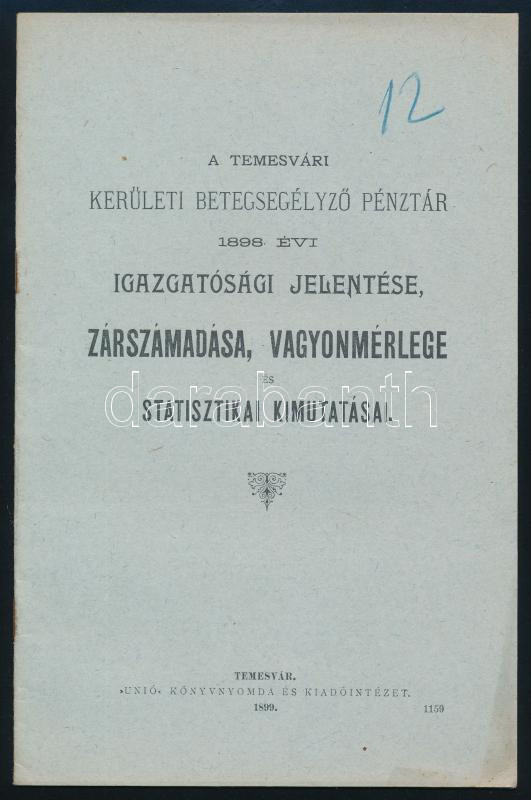 12
A TEMESVÁRI
KERÜLETI BETEGSEGÉLYZŐ PÉNZTÁR
1898. ÉVI
IGAZGATÓSÁGI JELENTÉSE,
ZÁRSZÁMADÁSA, VAGYONMÉRLEGE
ÉS
STATISZTIKAI KIMUTATÁSAI.
darabanth
TEMESVÁR.
»UNIÓ« KÖNYVNYOMDA ÉS KIADÓINTÉZET.
1899.
1159